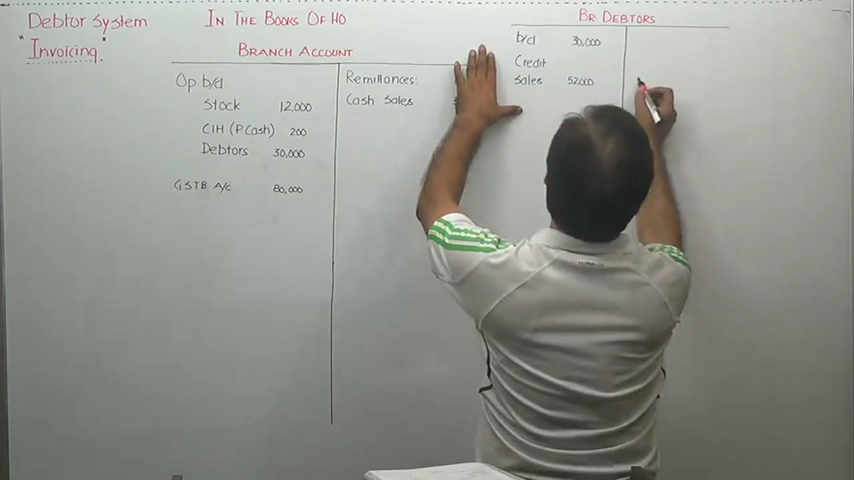 Debtor System
"Invoicing"
In The Books Of HO
BRANCH ACCOUNT
Op b/d
Stock 12,000
CIH (P.Cash) 200
Debtors 30,000
GSTB A/c 80,000
Remittances:
Cash Sales
BR. DEBTORS
b/d 30,000
Credit
Sales 52,000